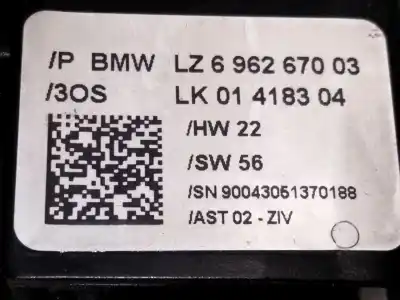 /P BMW LZ 6 962 670 03
/3OS LK 01 4183 04
/HW 22
/SW 56
/SN 90043051370188
/AST 02 - ZIV